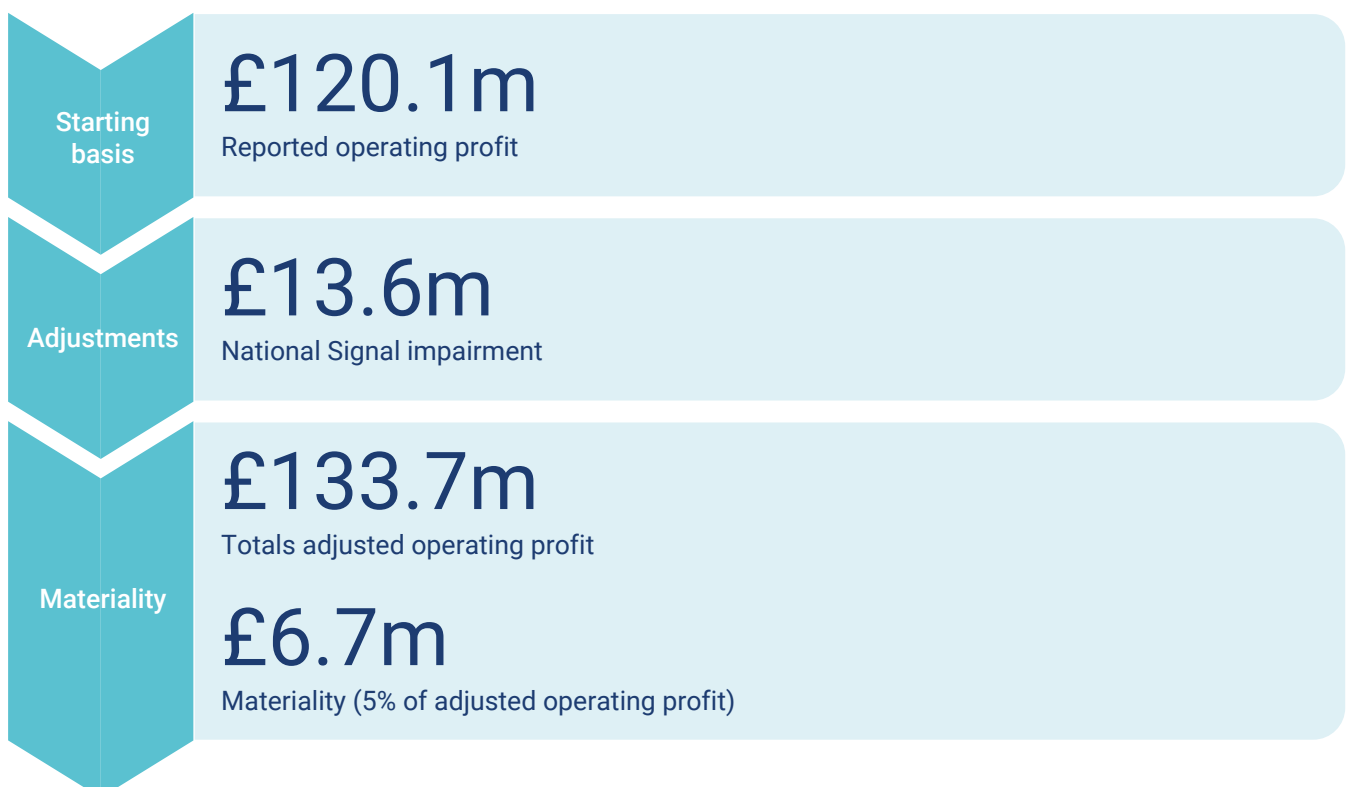 Starting
basis
£120.1m
Reported operating profit
Adjustments
£13.6m
National Signal impairment
Materiality
£133.7m
Totals adjusted operating profit
£6.7m
Materiality (5% of adjusted operating profit)